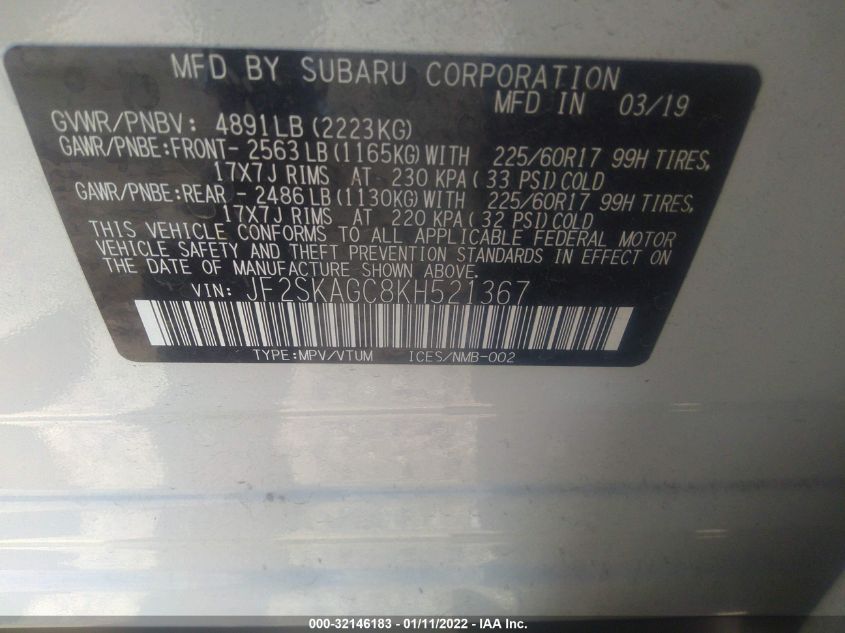 MFD BY SUBARU CORPORATION
MFD IN 03/19
GVWR/PNBV: 4891LB (2223KG)
GAWR/PNBE:FRONT- 2563 LB (1165KG) WITH 225/60R17 99H TIRES,
17X7J RIMS AT 230 KPA ( 33 PSI) COLD
GAWR/PNBE:REAR - 2486 LB (1130KG) WITH 225/60R17 99H TIRES,
17X7J RIMS AT 220 KPA ( 32 PSI) COLD
THIS VEHICLE CONFORMS TO ALL APPLICABLE FEDERAL MOTOR
VEHICLE SAFETY AND THEFT PREVENTION STANDARDS IN EFFECT ON
THE DATE OF MANUFACTURE SHOWN ABOVE.
VIN: JF2SKAGC8KH521367
TYPE:MPV/VTUM ICES/NMB-002
000-32146183 - 01/11/2022 - IAA Inc.